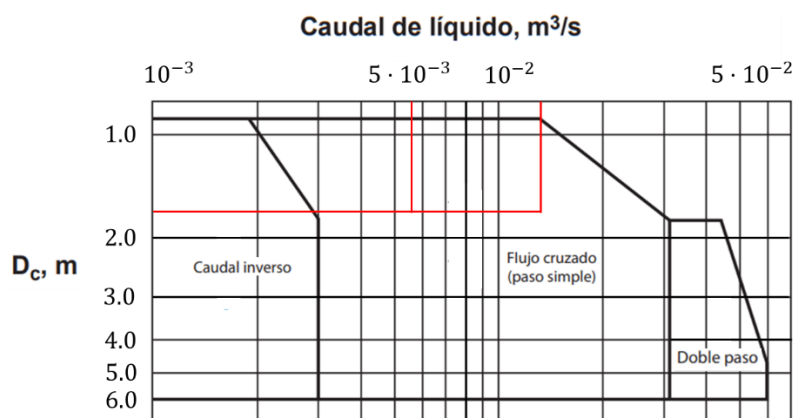 Caudal de líquido, m³/s
10⁻³ 5 · 10⁻³ 10⁻² 5 · 10⁻²
1.0
2.0
Caudal inverso
Flujo cruzado
(paso simple)
D_c, m
3.0
4.0
Doble paso
5.0
6.0